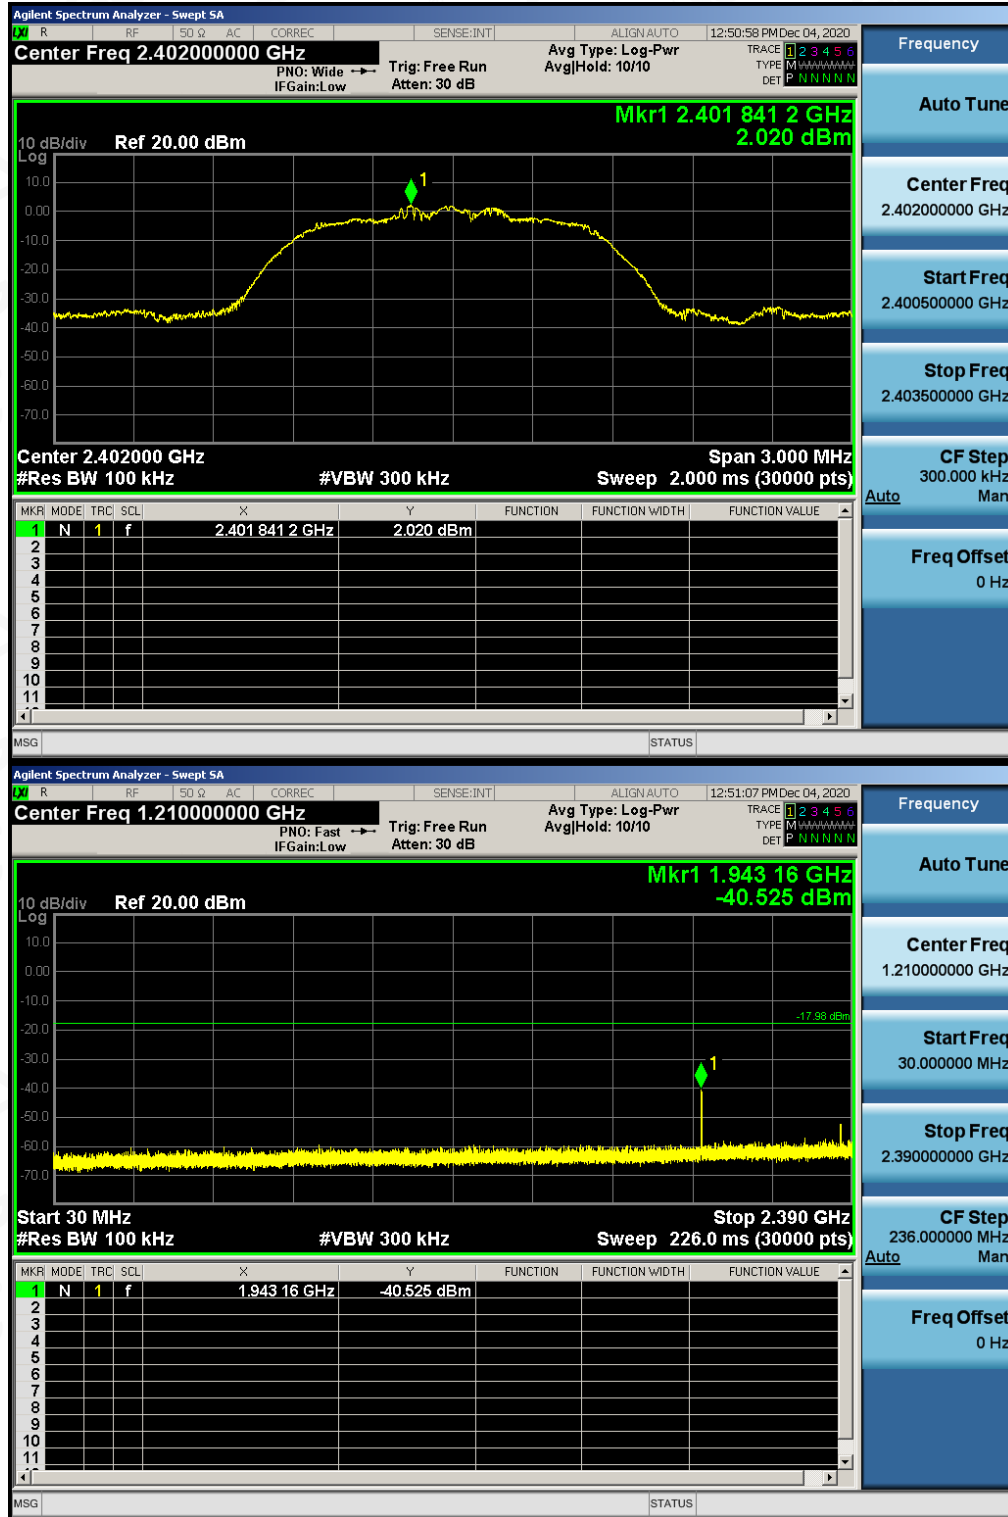 Agilent Spectrum Analyzer - Swept SA
LXI R RF 50 Ω AC CORREC SENSE:INT ALIGN AUTO 12:50:58 PM Dec 04, 2020
Center Freq 2.402000000 GHz
PNO: Wide Trig: Free Run Avg Type: Log-Pwr TRACE 1 2 3 4 5 6
IFGain:Low Atten: 30 dB Avg|Hold: 10/10 TYPE M
DET P N N N N N
Mkr1 2.401 841 2 GHz
2.020 dBm
10 dB/div Ref 20.00 dBm
Log
10.0
0.00
-10.0
-20.0
-30.0
-40.0
-50.0
-60.0
-70.0
1
Center 2.402000 GHz Span 3.000 MHz
#Res BW 100 kHz #VBW 300 kHz Sweep 2.000 ms (30000 pts)
MKR MODE TRC SCL X Y FUNCTION FUNCTION WIDTH FUNCTION VALUE
1 N 1 f 2.401 841 2 GHz 2.020 dBm
2
3
4
5
6
7
8
9
10
11
MSG STATUS
Frequency
Auto Tune
Center Freq
2.402000000 GHz
Start Freq
2.400500000 GHz
Stop Freq
2.403500000 GHz
CF Step
300.000 kHz
Auto Man
Freq Offset
0 Hz
Agilent Spectrum Analyzer - Swept SA
LXI R RF 50 Ω AC CORREC SENSE:INT ALIGN AUTO 12:51:07 PM Dec 04, 2020
Center Freq 1.210000000 GHz
PNO: Fast Trig: Free Run Avg Type: Log-Pwr TRACE 1 2 3 4 5 6
IFGain:Low Atten: 30 dB Avg|Hold: 10/10 TYPE M
DET P N N N N N
Mkr1 1.943 16 GHz
-40.525 dBm
10 dB/div Ref 20.00 dBm
Log
10.0
0.00
-10.0
-20.0
-30.0
-40.0
-50.0
-60.0
-70.0
-17.98 dBm
1
Start 30 MHz Stop 2.390 GHz
#Res BW 100 kHz #VBW 300 kHz Sweep 226.0 ms (30000 pts)
MKR MODE TRC SCL X Y FUNCTION FUNCTION WIDTH FUNCTION VALUE
1 N 1 f 1.943 16 GHz -40.525 dBm
2
3
4
5
6
7
8
9
10
11
MSG STATUS
Frequency
Auto Tune
Center Freq
1.210000000 GHz
Start Freq
30.000000 MHz
Stop Freq
2.390000000 GHz
CF Step
236.000000 MHz
Auto Man
Freq Offset
0 Hz